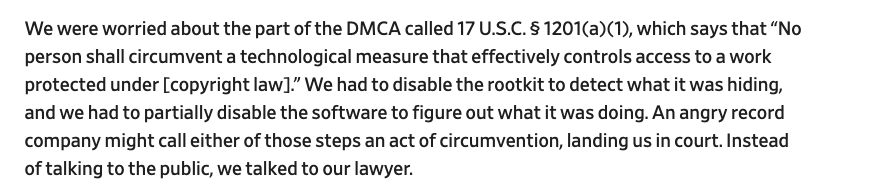 We were worried about the part of the DMCA called 17 U.S.C. § 1201(a)(1), which says that “No
person shall circumvent a technological measure that effectively controls access to a work
protected under [copyright law].” We had to disable the rootkit to detect what it was hiding,
and we had to partially disable the software to figure out what it was doing. An angry record
company might call either of those steps an act of circumvention, landing us in court. Instead
of talking to the public, we talked to our lawyer.